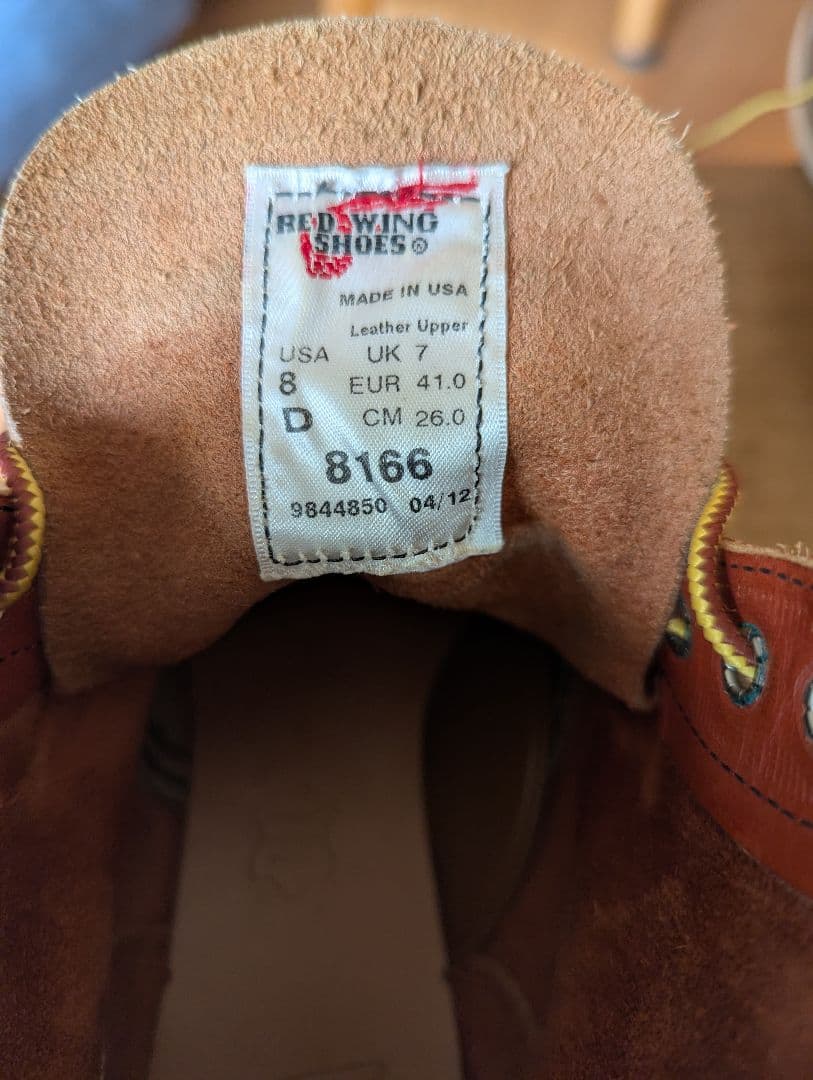 RED WING
SHOES®
MADE IN USA
Leather Upper
USA UK 7
8 EUR 41.0
D CM 26.0
8166
9844850 04/12